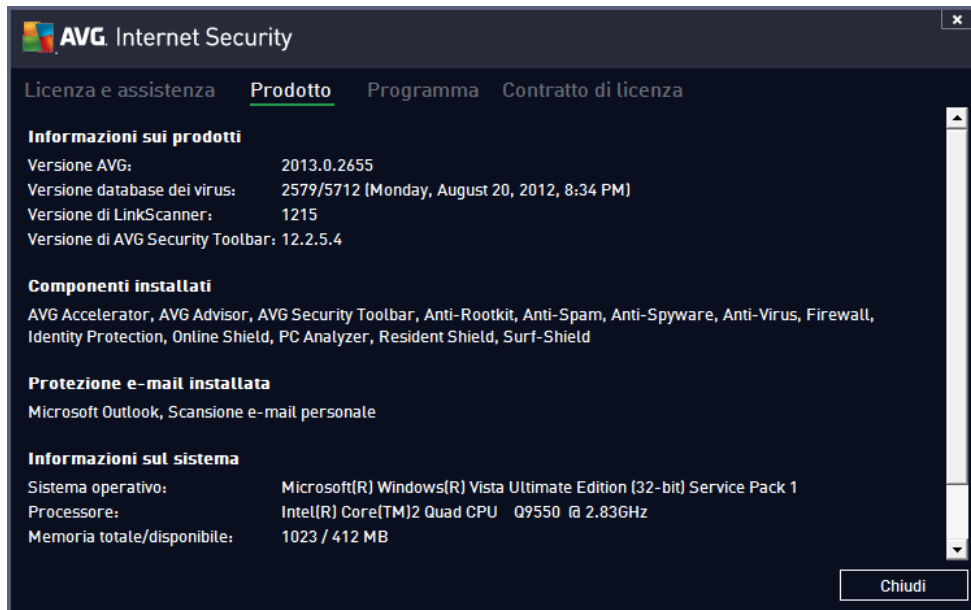 AVG. Internet Security
Licenza e assistenza Prodotto Programma Contratto di licenza
Informazioni sui prodotti
Versione AVG: 2013.0.2655
Versione database dei virus: 2579/5712 (Monday, August 20, 2012, 8:34 PM)
Versione di LinkScanner: 1215
Versione di AVG Security Toolbar: 12.2.5.4
Componenti installati
AVG Accelerator, AVG Advisor, AVG Security Toolbar, Anti-Rootkit, Anti-Spam, Anti-Spyware, Anti-Virus, Firewall,
Identity Protection, Online Shield, PC Analyzer, Resident Shield, Surf-Shield
Protezione e-mail installata
Microsoft Outlook, Scansione e-mail personale
Informazioni sul sistema
Sistema operativo: Microsoft(R) Windows(R) Vista Ultimate Edition (32-bit) Service Pack 1
Processore: Intel(R) Core(TM)2 Quad CPU Q9550 @ 2.83GHz
Memoria totale/disponibile: 1023 / 412 MB
Chiudi